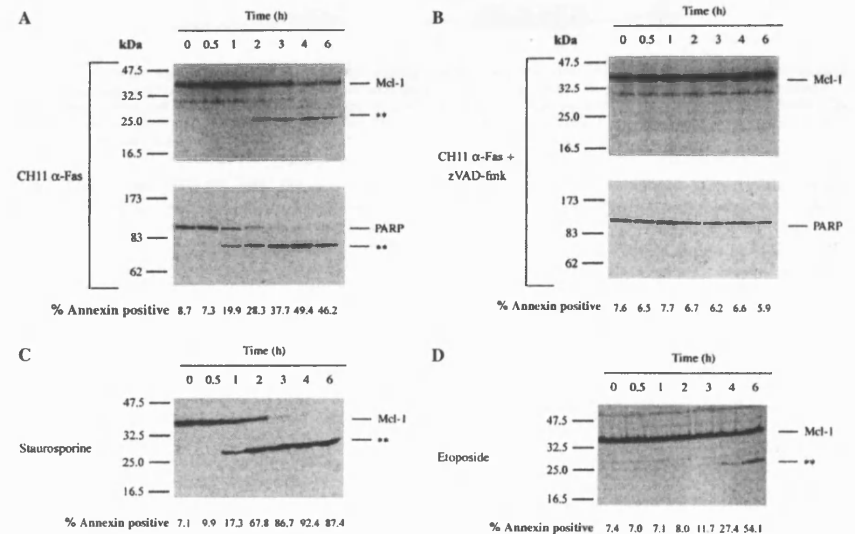 A
Time (h)
kDa 0 0.5 1 2 3 4 6
47.5
32.5
25.0
16.5
Mcl-1
**
CH11 α-Fas
173
83
62
PARP
**
% Annexin positive 8.7 7.3 19.9 28.3 37.7 49.4 46.2
B
Time (h)
kDa 0 0.5 1 2 3 4 6
47.5
32.5
25.0
16.5
Mcl-1
CH11 α-Fas +
zVAD-fmk
173
83
62
PARP
% Annexin positive 7.6 6.5 7.7 6.7 6.2 6.6 5.9
C
Time (h)
0 0.5 1 2 3 4 6
47.5
32.5
25.0
16.5
Mcl-1
**
Staurosporine
% Annexin positive 7.1 9.9 17.3 67.8 86.7 92.4 87.4
D
Time (h)
0 0.5 1 2 3 4 6
47.5
32.5
25.0
16.5
Mcl-1
**
Etoposide
% Annexin positive 7.4 7.0 7.1 8.0 11.7 27.4 54.1